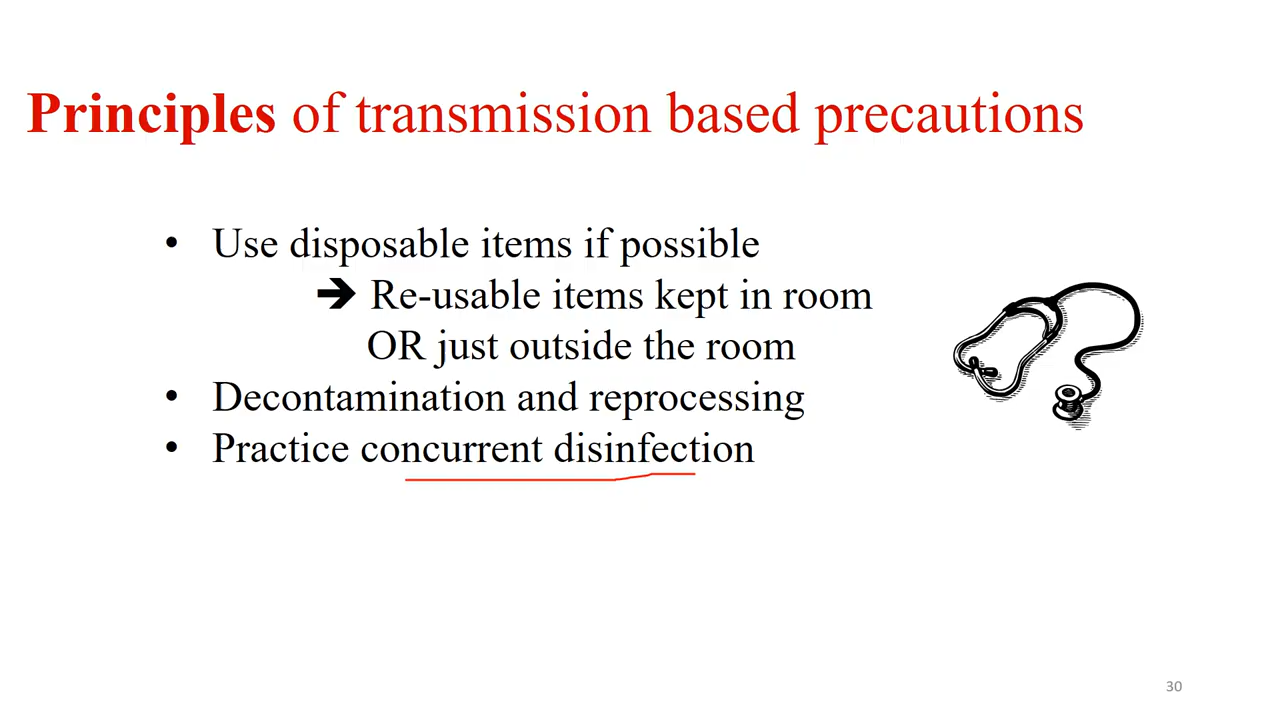 Principles of transmission based precautions
• Use disposable items if possible
➔ Re-usable items kept in room
OR just outside the room
• Decontamination and reprocessing
• Practice concurrent disinfection
30